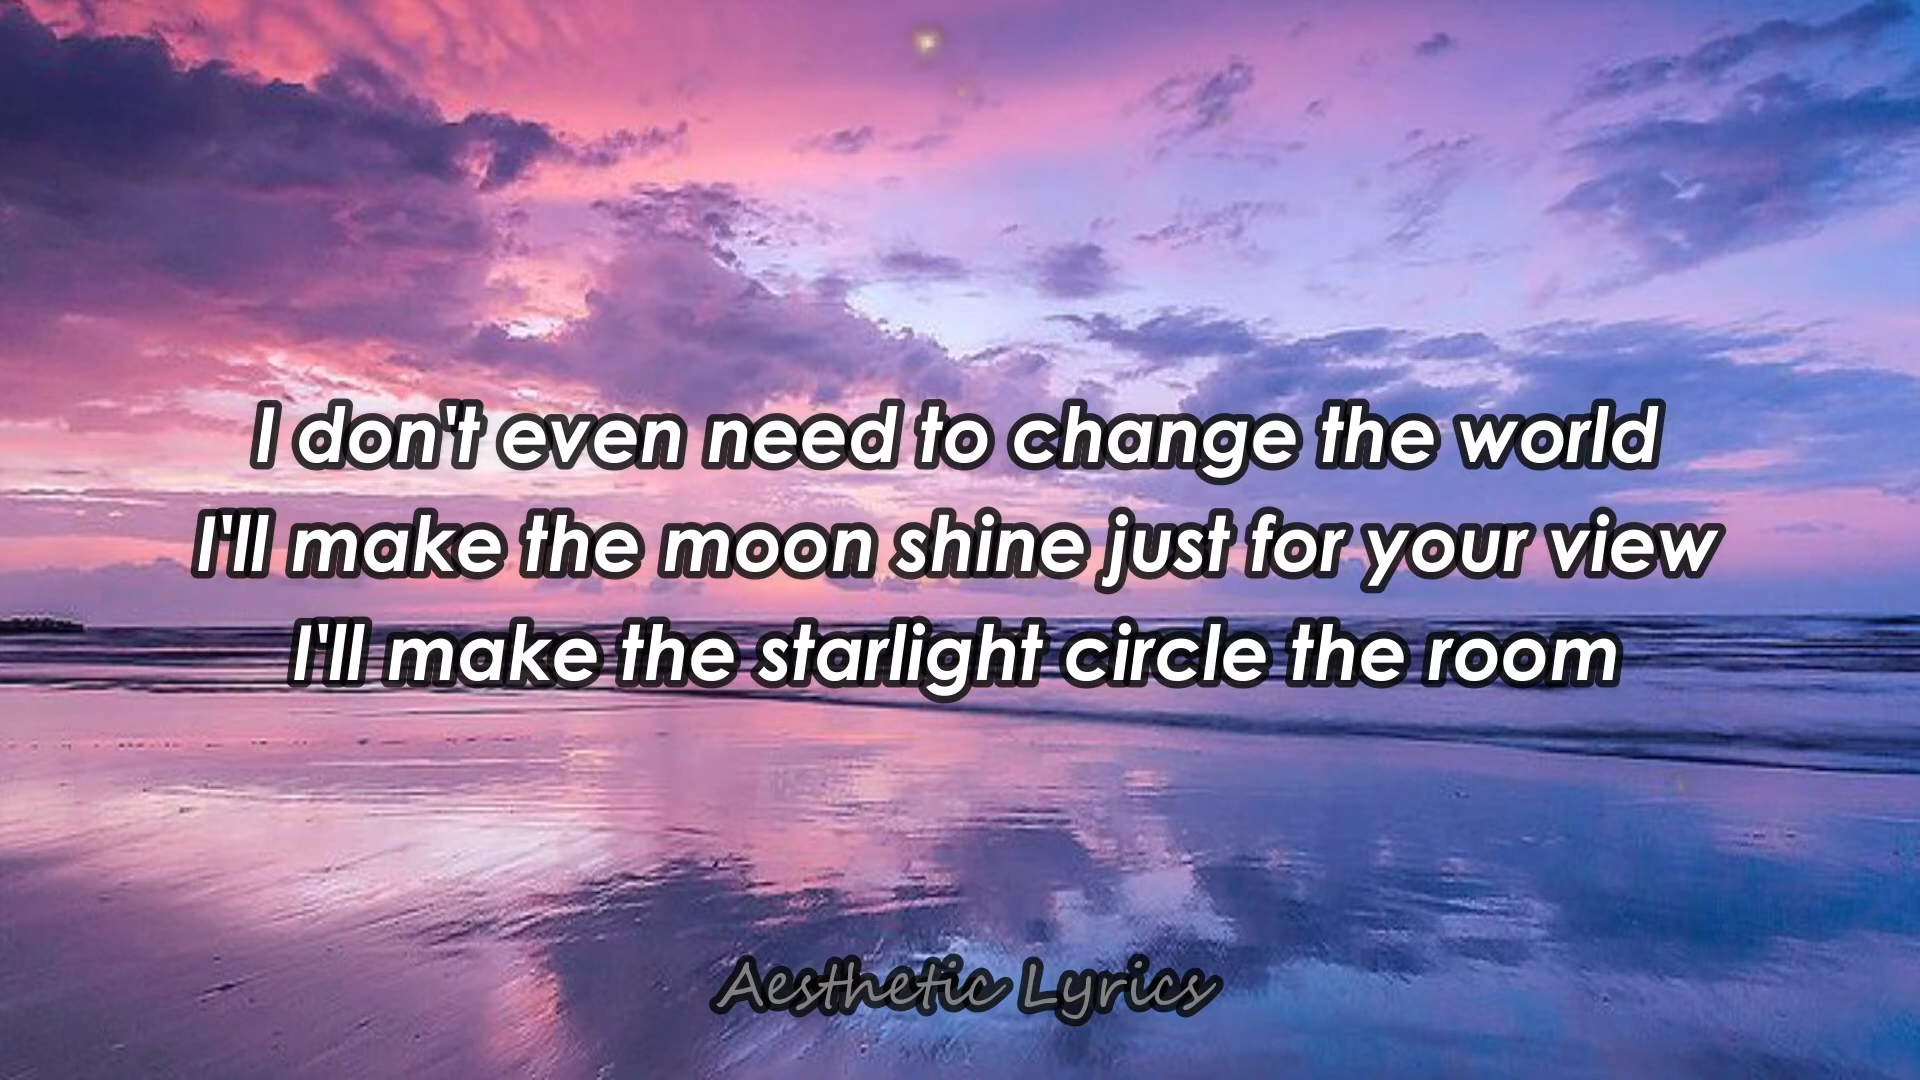 I don't even need to change the world
I'll make the moon shine just for your view
I'll make the starlight circle the room
Aesthetic Lyrics